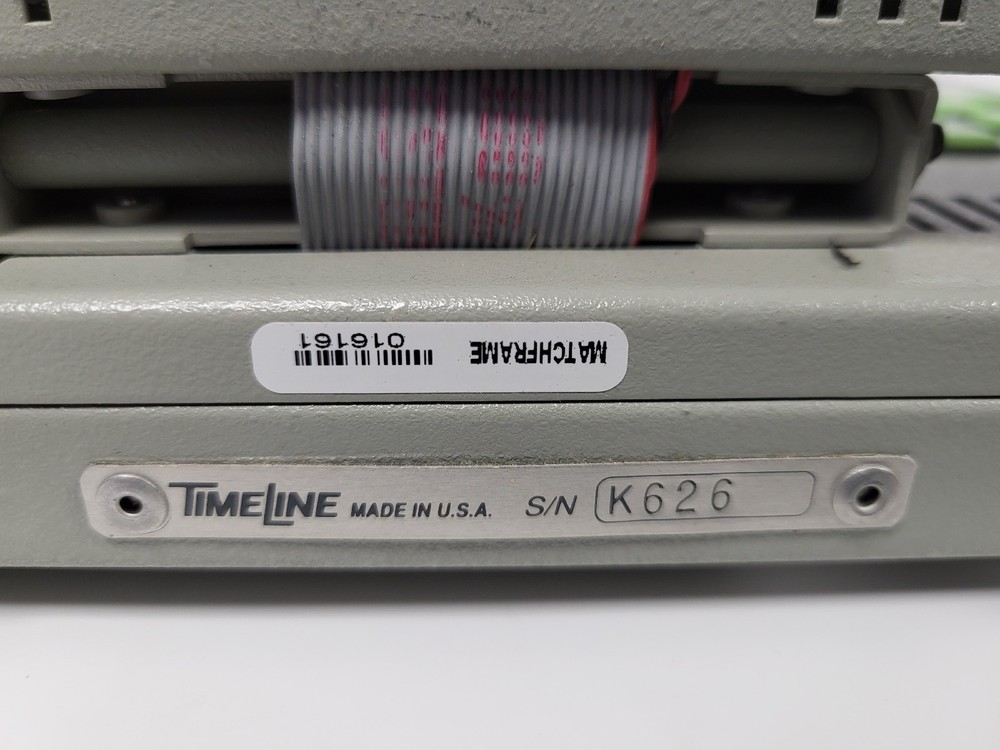 MATCHFRAME 016161
TIMELINE MADE IN U.S.A. S/N K626